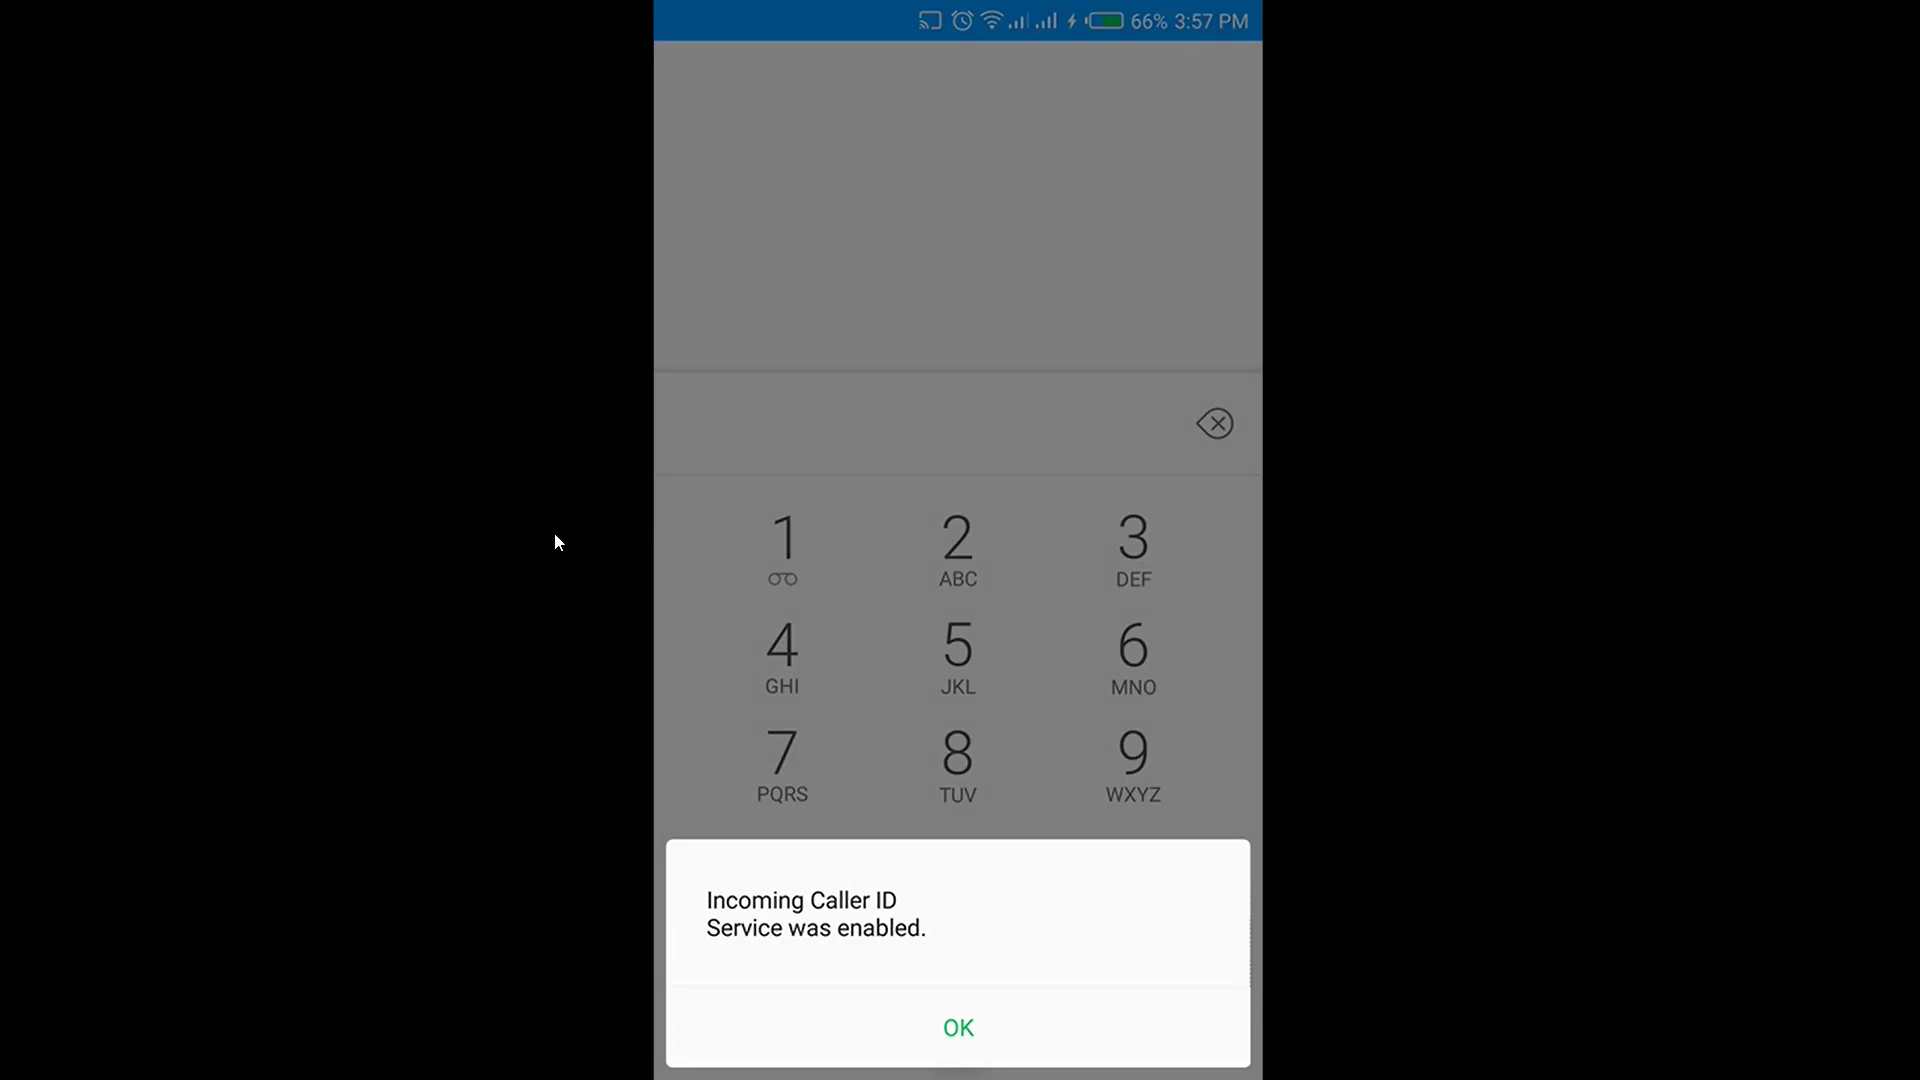 66% 3:57 PM
1 2 3
ABC DEF
4 5 6
GHI JKL MNO
7 8 9
PQRS TUV WXYZ
Incoming Caller ID
Service was enabled.
OK